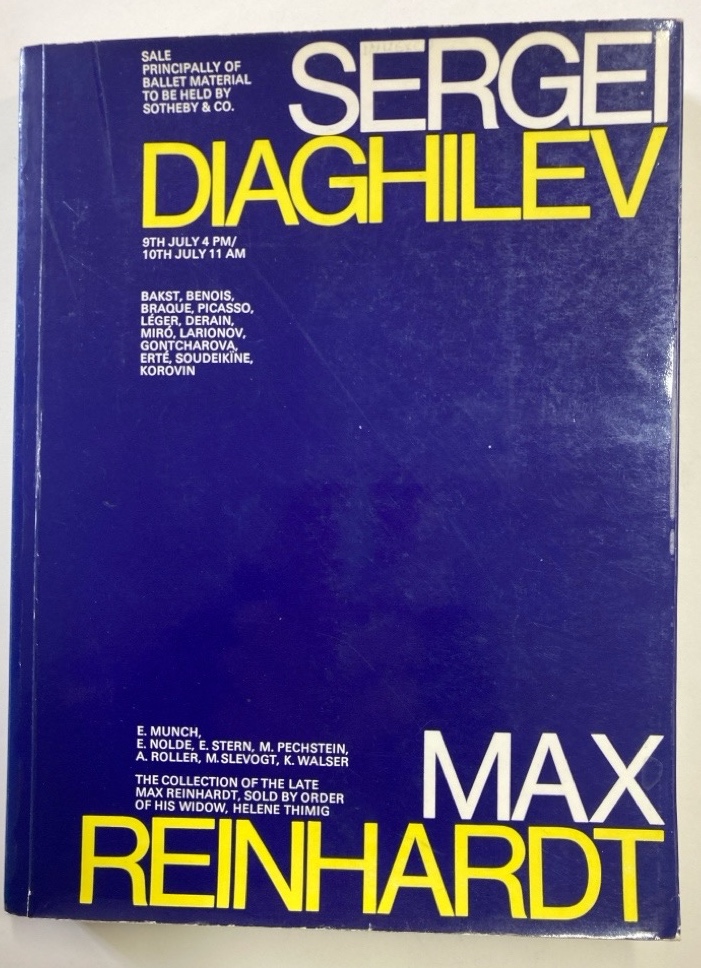 SALE
PRINCIPALLY OF
BALLET MATERIAL
TO BE HELD BY
SOTHEBY & CO.
SERGEI
DIAGHILEV
9TH JULY 4 PM/
10TH JULY 11 AM
BAKST, BENOIS,
BRAQUE, PICASSO,
LÉGER, DERAIN,
MIRÓ, LARIONOV,
GONTCHAROVA,
ERTÉ, SOUDEIKÏNE,
KOROVIN
E. MUNCH,
E. NOLDE, E. STERN, M. PECHSTEIN,
A. ROLLER, M.SLEVOGT, K. WALSER
THE COLLECTION OF THE LATE
MAX REINHARDT, SOLD BY ORDER
OF HIS WIDOW, HELENE THIMIG
MAX
REINHARDT